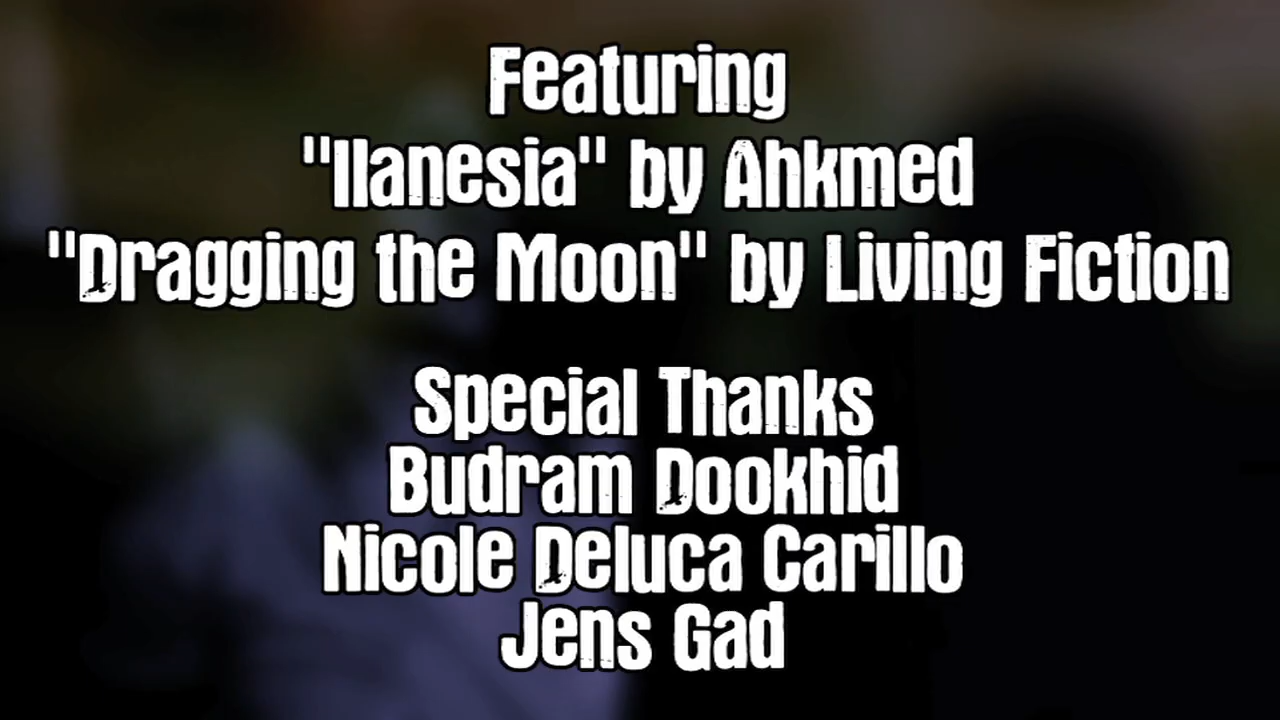 Featuring
"Ilanesia" by Ahkmed
"Dragging the Moon" by Living Fiction
Special Thanks
Budram Dookhid
Nicole Deluca Carillo
Jens Gad